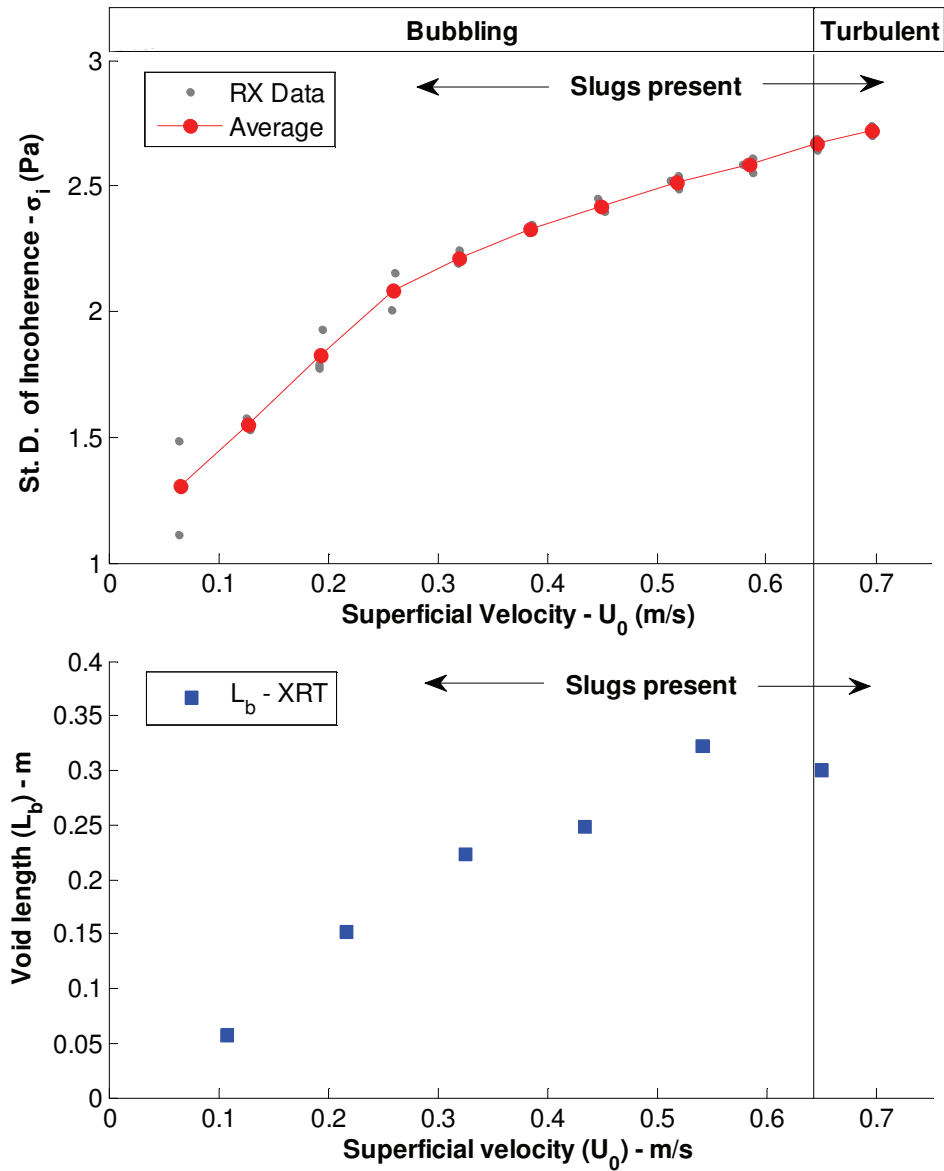 Bubbling Turbulent
3
2.5
2
1.5
1
St. D. of Incoherence - σi (Pa)
RX Data
Average
Slugs present
0 0.1 0.2 0.3 0.4 0.5 0.6 0.7
Superficial Velocity - U0 (m/s)
0.4
0.35
0.3
0.25
0.2
0.15
0.1
0.05
0
Void length (Lb) - m
Lb - XRT
Slugs present
0 0.1 0.2 0.3 0.4 0.5 0.6 0.7
Superficial velocity (U0) - m/s